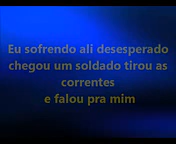 Eu sofrendo ali desesperado
chegou um soldado tirou as
correntes
e falou pra mim